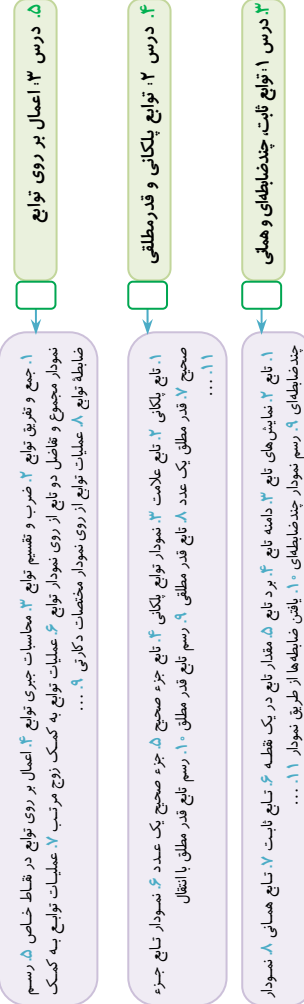 ۳. درس ۱: توابع ثابت، چندضابطه‌ای و همانی
۱. تابع ۲. نمایش‌های تابع ۳. دامنه تابع ۴. برد تابع ۵. مقدار تابع در یک نقطه ۶. تابع ثابت ۷. تابع همانی ۸. نمودار
چندضابطه‌ای ۹. رسم نمودار چندضابطه‌ای ۱۰. یافتن ضابطه‌ها از طریق نمودار ۱۱. ...
۴. درس ۲: توابع پلکانی و قدرمطلقی
۱. تابع پلکانی ۲. تابع علامت ۳. نمودار توابع پلکانی ۴. تابع جزء صحیح ۵. جزء صحیح یک عدد ۶. نمودار تابع جزء
صحیح ۷. قدر مطلق یک عدد ۸. تابع قدر مطلقی ۹. رسم تابع قدر مطلق ۱۰. رسم تابع قدر مطلق با انتقال
۱۱. ...
۵. درس ۳: اعمال بر روی توابع
۱. جمع و تفریق توابع ۲. ضرب و تقسیم توابع ۳. محاسبات جبری توابع ۴. اعمال بر روی توابع در نقاط خاص ۵. رسم
نمودار مجموع و تفاضل دو تابع از روی نمودار توابع ۶. عملیات توابع به کمک زوج مرتب ۷. عملیات توابع به کمک
ضابطهٔ توابع ۸. عملیات توابع از روی نمودار مختصات دکارتی ۹. ...